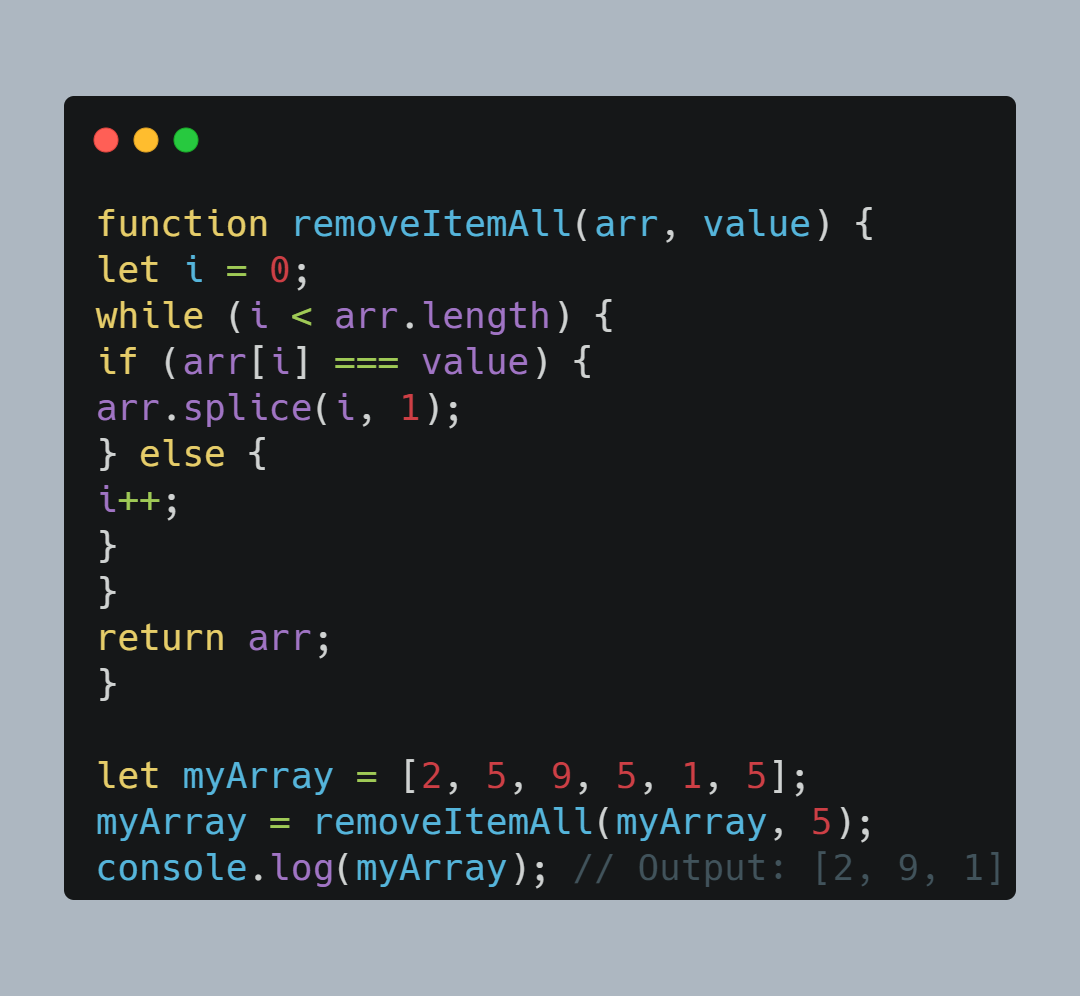 function removeItemAll(arr, value) {
let i = 0;
while (i < arr.length) {
if (arr[i] === value) {
arr.splice(i, 1);
} else {
i++;
}
}
return arr;
}

let myArray = [2, 5, 9, 5, 1, 5];
myArray = removeItemAll(myArray, 5);
console.log(myArray); // Output: [2, 9, 1]